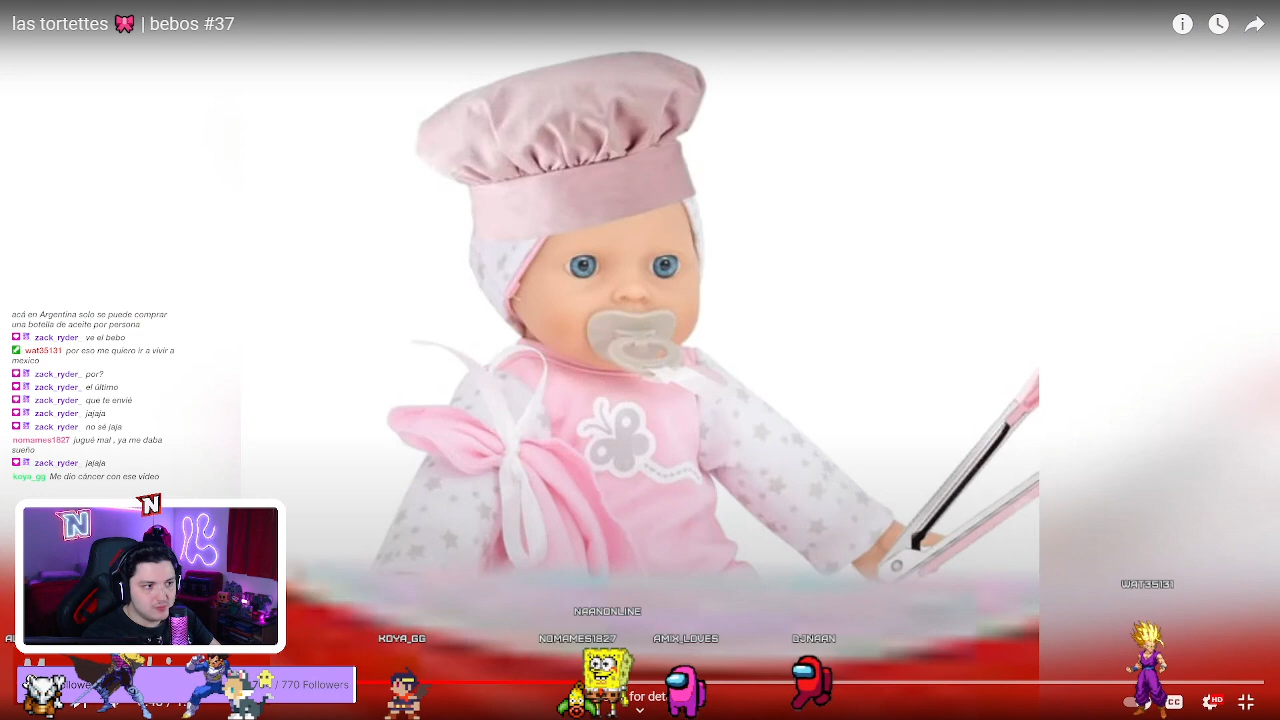 las tortettes 🎀 | bebos #37
acá en Argentina solo se puede comprar
una botella de aceite por persona
zack_ryder_ ve el bebo
wat35131 por eso me quiero ir a vivir a
mexico
zack_ryder_ por?
zack_ryder_ el último
zack_ryder_ que te envié
zack_ryder_ jajaja
zack_ryder_ no sé jaja
nomames1827 jugué mal , ya me daba
sueño
zack_ryder_ jajaja
koya_gg Me dio cáncer con ese video
N
N
WAT35131
NAANONLINE
KOYA_GG
NOMAMES1827
AMIX_LOVES
DJNAAN
/ 770 Followers
for
CC
HD